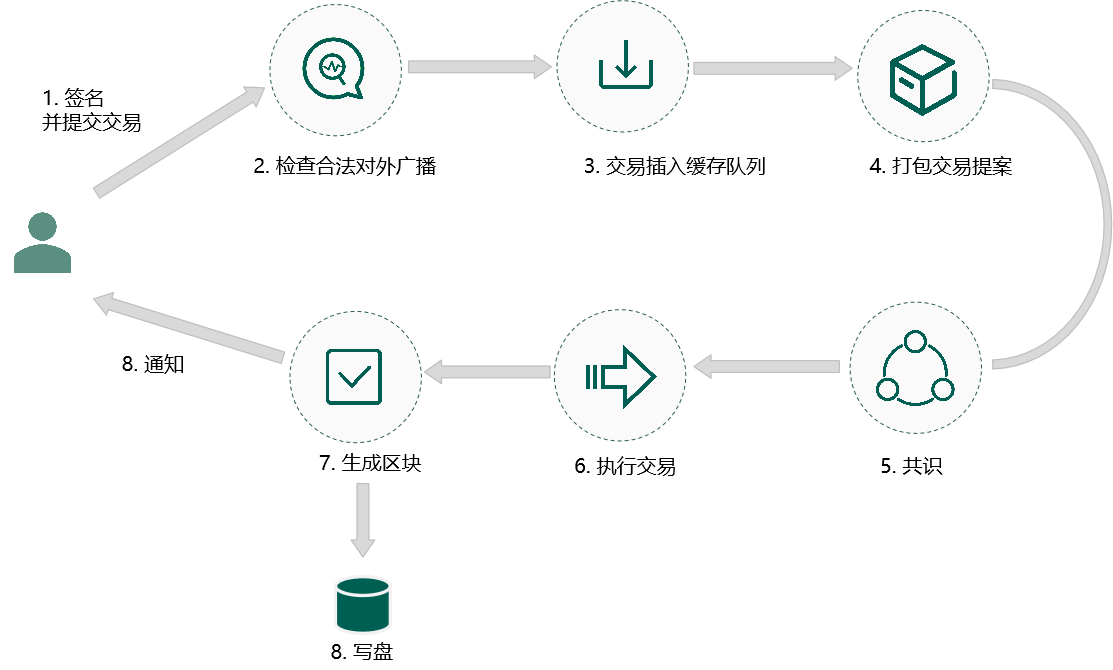 1. 签名
并提交交易
2. 检查合法对外广播
3. 交易插入缓存队列
4. 打包交易提案
8. 通知
7. 生成区块
6. 执行交易
5. 共识
8. 写盘